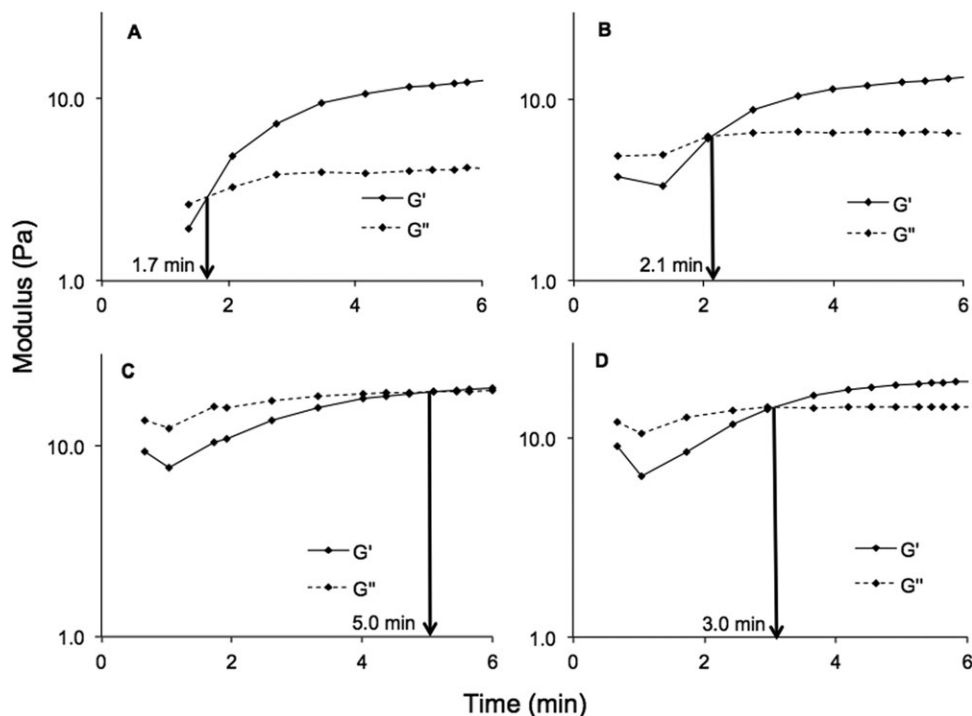 A
10.0
G'
G"
1.7 min
1.0
0 2 4 6
B
10.0
G'
G"
2.1 min
1.0
0 2 4 6
Modulus (Pa)
C
10.0
G'
G"
5.0 min
1.0
0 2 4 6
D
10.0
G'
G"
3.0 min
1.0
0 2 4 6
Time (min)